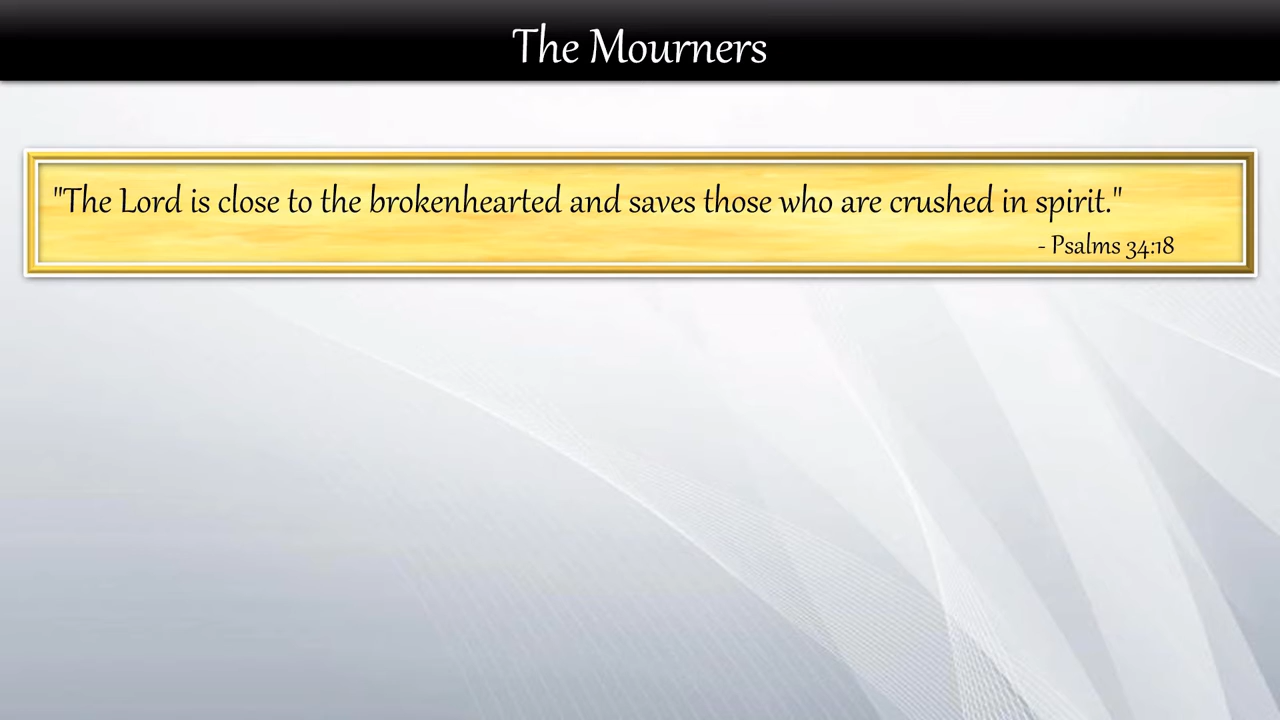 The Mourners
"The Lord is close to the brokenhearted and saves those who are crushed in spirit."
- Psalms 34:18